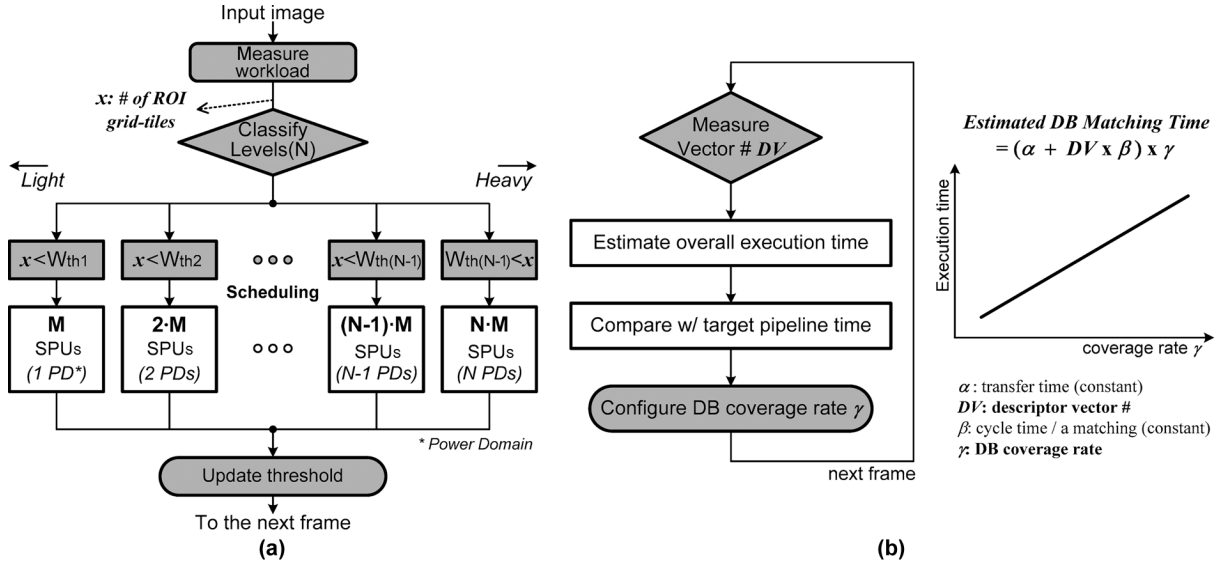 Input image
Measure
workload
x: # of ROI
grid-tiles
Classify
Levels(N)
Light
Heavy
x<Wth1
x<Wth2
x<Wth(N-1)
Wth(N-1)<x
Scheduling
M
SPUs
(1 PD*)
2·M
SPUs
(2 PDs)
(N-1)·M
SPUs
(N-1 PDs)
N·M
SPUs
(N PDs)
* Power Domain
Update threshold
To the next frame
(a)
Measure
Vector # DV
Estimate overall execution time
Compare w/ target pipeline time
Configure DB coverage rate γ
next frame
Estimated DB Matching Time
= (α + DV x β) x γ
Execution time
coverage rate γ
α : transfer time (constant)
DV: descriptor vector #
β: cycle time / a matching (constant)
γ: DB coverage rate
(b)